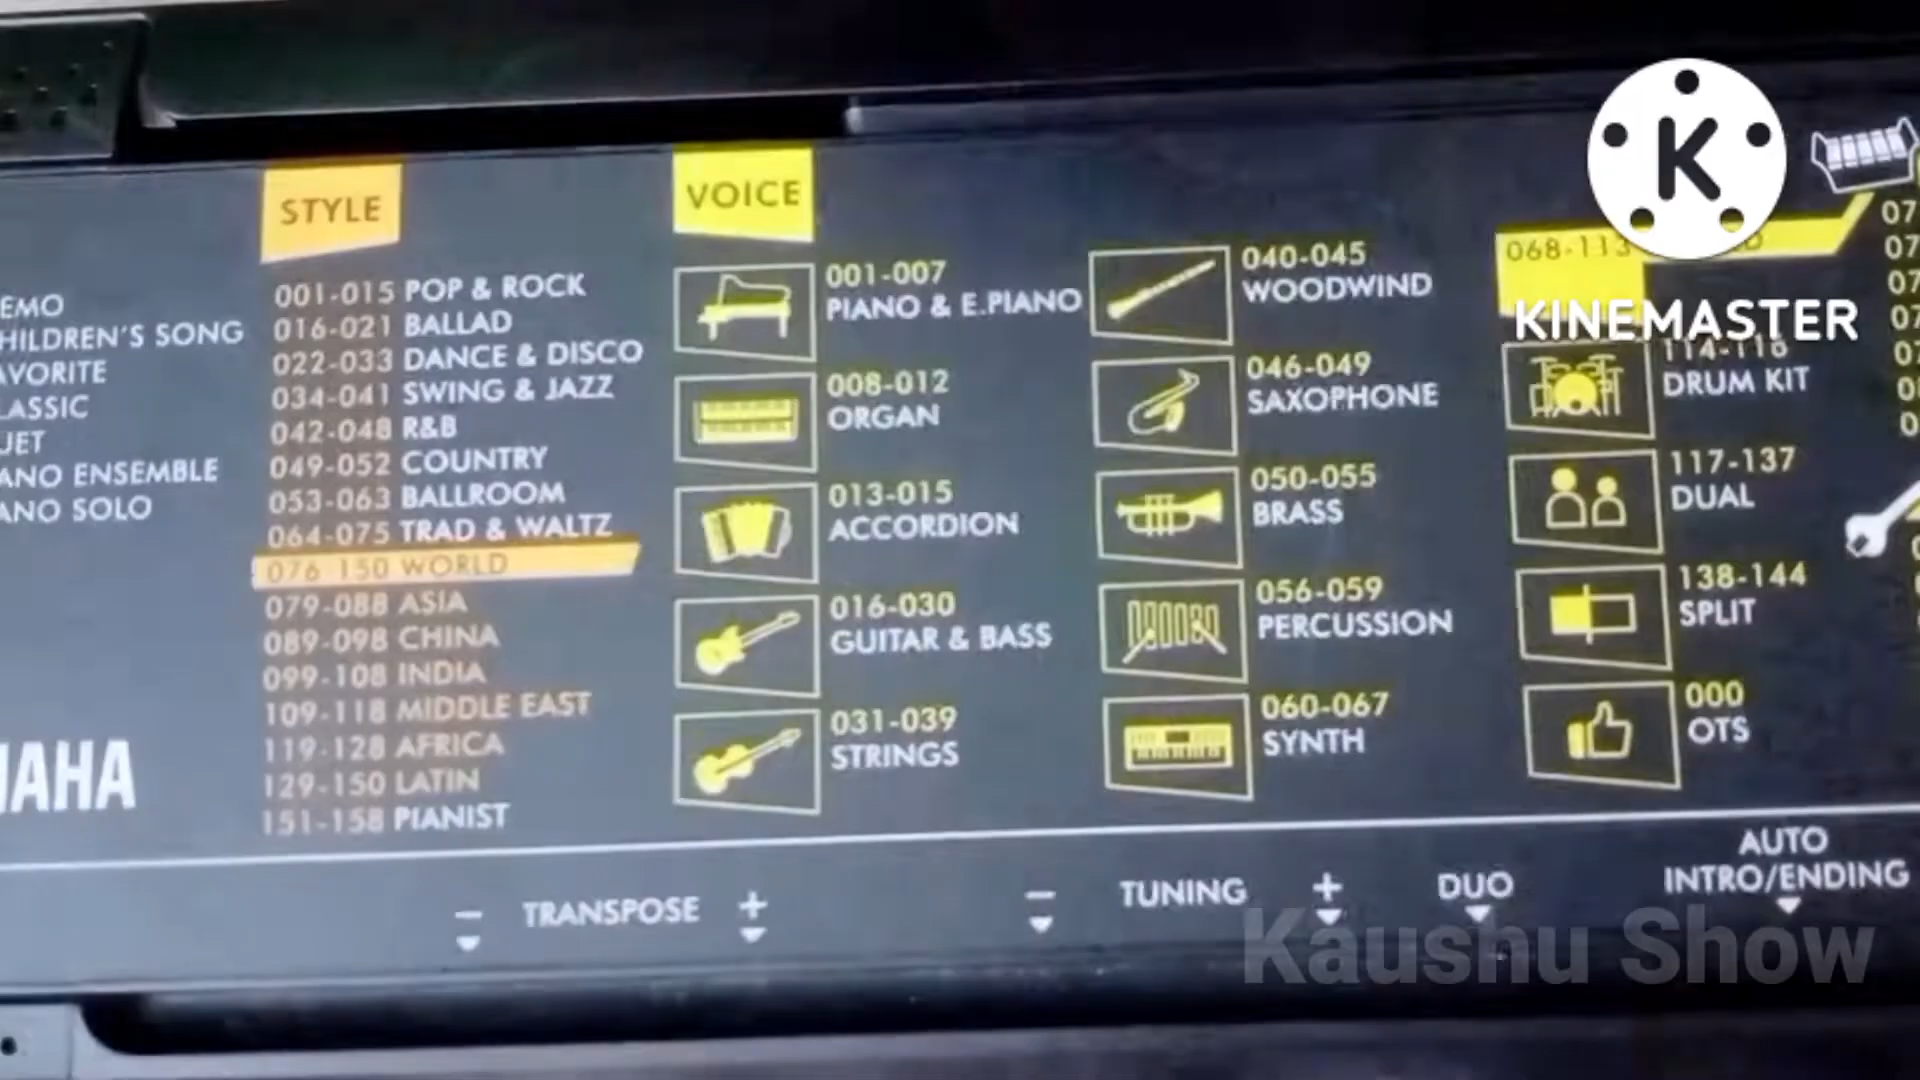 EMO
HILDREN'S SONG
AVORITE
LASSIC
UET
ANO ENSEMBLE
ANO SOLO
AHA
STYLE
001-015 POP & ROCK
016-021 BALLAD
022-033 DANCE & DISCO
034-041 SWING & JAZZ
042-048 R&B
049-052 COUNTRY
053-063 BALLROOM
064-075 TRAD & WALTZ
076 150 WORLD
079-088 ASIA
089-098 CHINA
099-108 INDIA
109-118 MIDDLE EAST
119-128 AFRICA
129-150 LATIN
151-158 PIANIST
VOICE
001-007
PIANO & E.PIANO
008-012
ORGAN
013-015
ACCORDION
016-030
GUITAR & BASS
031-039
STRINGS
040-045
WOODWIND
046-049
SAXOPHONE
050-055
BRASS
056-059
PERCUSSION
060-067
SYNTH
068-113
K
KINEMASTER
114-116
DRUM KIT
117-137
DUAL
138-144
SPLIT
000
OTS
- TRANSPOSE +
- TUNING +
DUO
AUTO
INTRO/ENDING
Kaushu Show